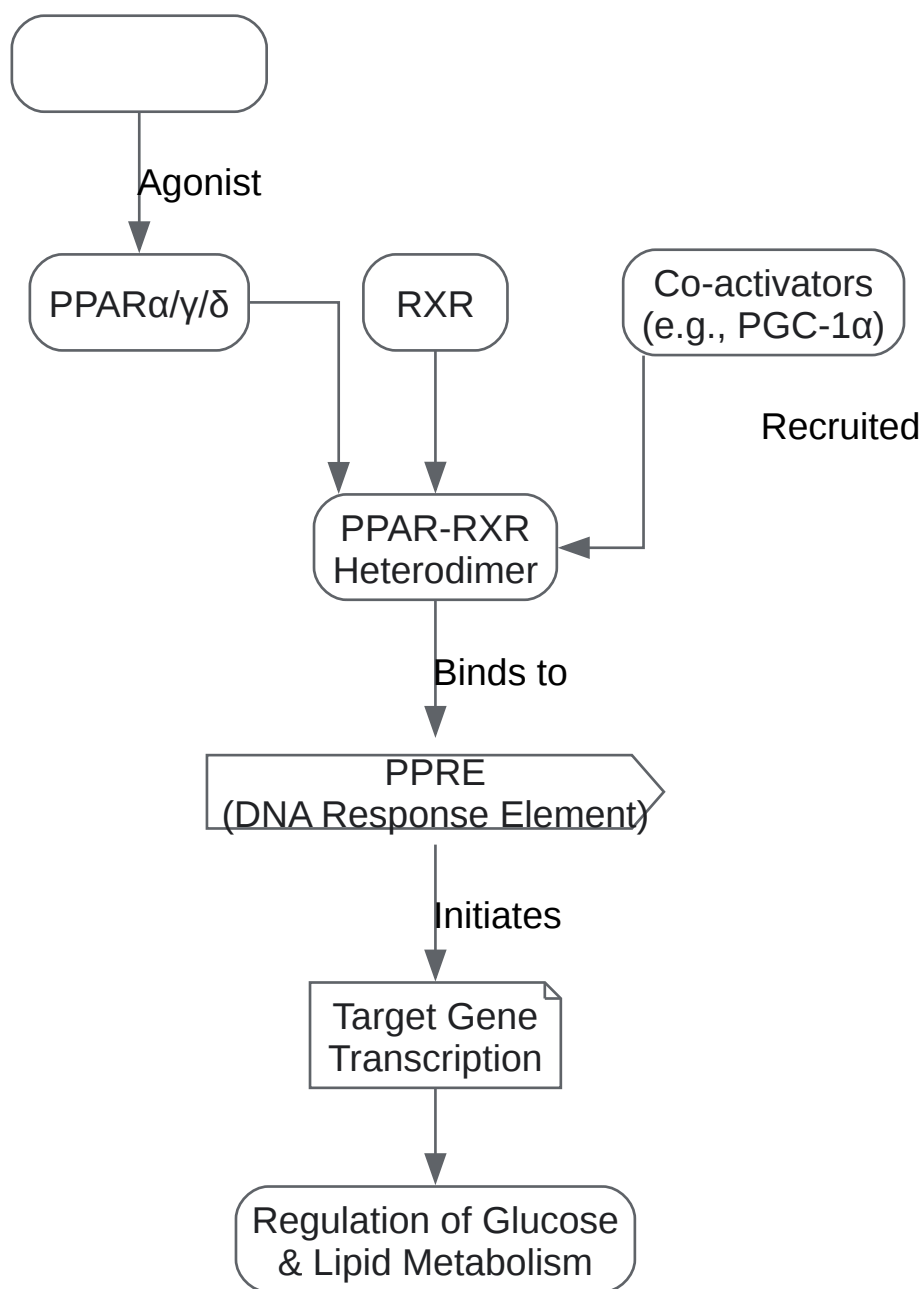 Agonist
PPARα/γ/δ
RXR
Co-activators
(e.g., PGC-1α)
Recruited
PPAR-RXR
Heterodimer
Binds to
PPRE
(DNA Response Element)
Initiates
Target Gene
Transcription
Regulation of Glucose
& Lipid Metabolism